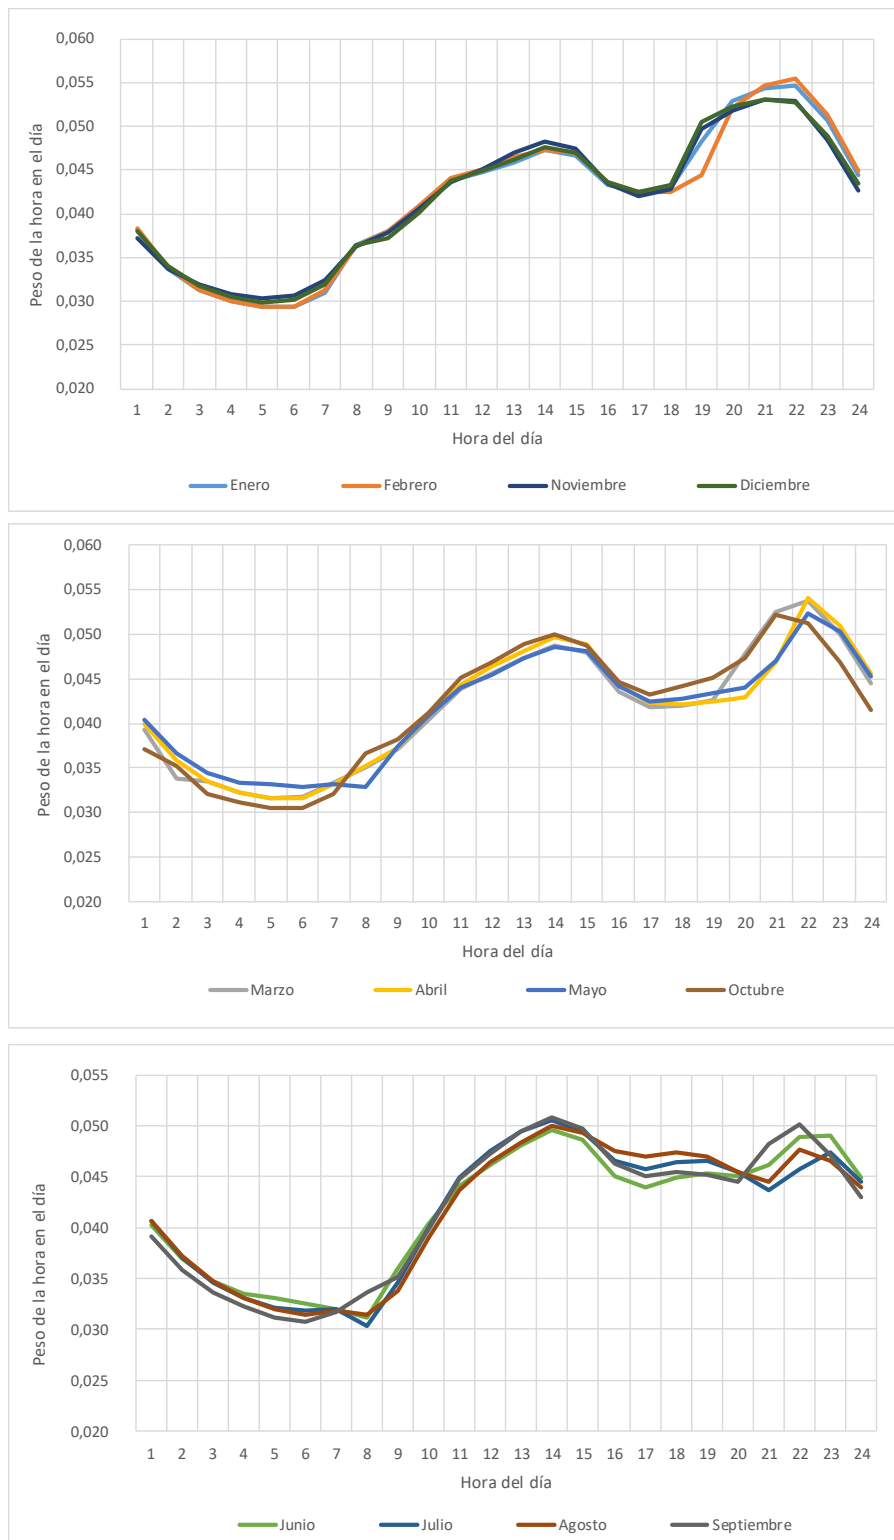 0,060
0,055
0,050
0,045
0,040
0,035
0,030
0,025
0,020
Peso de la hora en el día
1 2 3 4 5 6 7 8 9 10 11 12 13 14 15 16 17 18 19 20 21 22 23 24
Hora del día
Enero Febrero Noviembre Diciembre
0,060
0,055
0,050
0,045
0,040
0,035
0,030
0,025
0,020
Peso de la hora en el día
1 2 3 4 5 6 7 8 9 10 11 12 13 14 15 16 17 18 19 20 21 22 23 24
Hora del día
Marzo Abril Mayo Octubre
0,055
0,050
0,045
0,040
0,035
0,030
0,025
0,020
Peso de la hora en el día
1 2 3 4 5 6 7 8 9 10 11 12 13 14 15 16 17 18 19 20 21 22 23 24
Hora del día
Junio Julio Agosto Septiembre